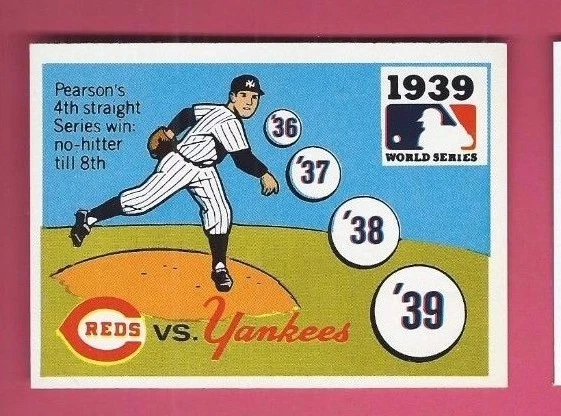 Pearson's
4th straight
Series win:
no-hitter
till 8th
1939
WORLD SERIES
'36
'37
'38
'39
REDS VS. Yankees